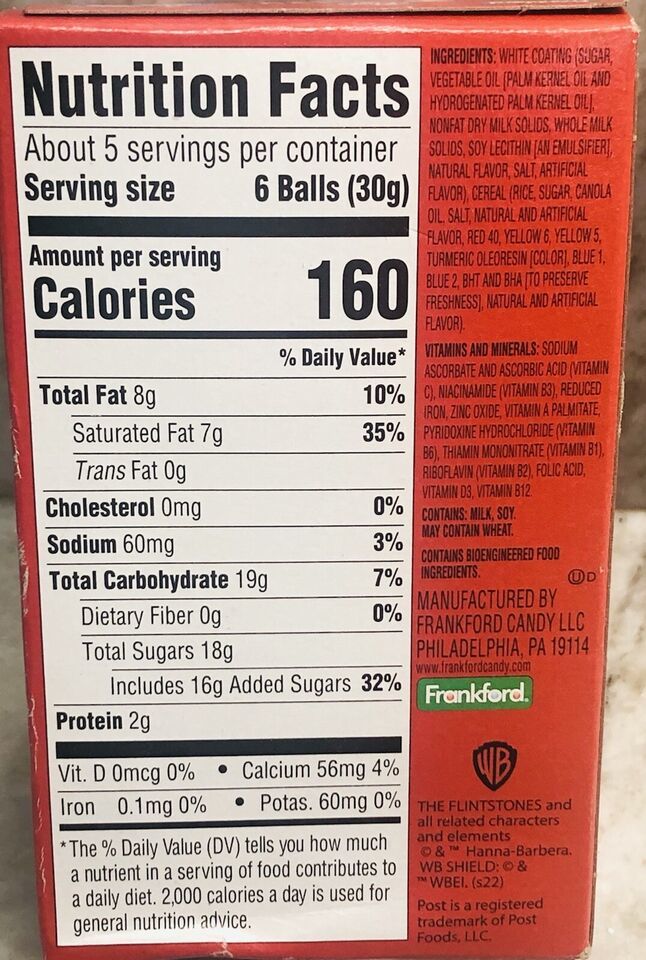 Nutrition Facts
About 5 servings per container
Serving size 6 Balls (30g)
Amount per serving
Calories 160
% Daily Value*
Total Fat 8g 10%
Saturated Fat 7g 35%
Trans Fat 0g
Cholesterol 0mg 0%
Sodium 60mg 3%
Total Carbohydrate 19g 7%
Dietary Fiber 0g 0%
Total Sugars 18g
Includes 16g Added Sugars 32%
Protein 2g
Vit. D 0mcg 0% • Calcium 56mg 4%
Iron 0.1mg 0% • Potas. 60mg 0%
*The % Daily Value (DV) tells you how much
a nutrient in a serving of food contributes to
a daily diet. 2,000 calories a day is used for
general nutrition advice.
INGREDIENTS: WHITE COATING (SUGAR,
VEGETABLE OIL [PALM KERNEL OIL AND
HYDROGENATED PALM KERNEL OIL],
NONFAT DRY MILK SOLIDS, WHOLE MILK
SOLIDS, SOY LECITHIN [AN EMULSIFIER],
NATURAL FLAVOR, SALT, ARTIFICIAL
FLAVOR), CEREAL (RICE, SUGAR, CANOLA
OIL, SALT, NATURAL AND ARTIFICIAL
FLAVOR, RED 40, YELLOW 6, YELLOW 5,
TURMERIC OLEORESIN [COLOR], BLUE 1,
BLUE 2, BHT AND BHA [TO PRESERVE
FRESHNESS], NATURAL AND ARTIFICIAL
FLAVOR).
VITAMINS AND MINERALS: SODIUM
ASCORBATE AND ASCORBIC ACID (VITAMIN
C), NIACINAMIDE (VITAMIN B3), REDUCED
IRON, ZINC OXIDE, VITAMIN A PALMITATE,
PYRIDOXINE HYDROCHLORIDE (VITAMIN
B6), THIAMIN MONONITRATE (VITAMIN B1),
RIBOFLAVIN (VITAMIN B2), FOLIC ACID,
VITAMIN D3, VITAMIN B12.
CONTAINS: MILK, SOY.
MAY CONTAIN WHEAT.
CONTAINS BIOENGINEERED FOOD
INGREDIENTS.
Ⓤ D
MANUFACTURED BY
FRANKFORD CANDY LLC
PHILADELPHIA, PA 19114
www.frankfordcandy.com
Frankford.
WB
THE FLINTSTONES and
all related characters
and elements
© & ™ Hanna-Barbera.
WB SHIELD: © &
™ WBEI. (s22)
Post is a registered
trademark of Post
Foods, LLC.